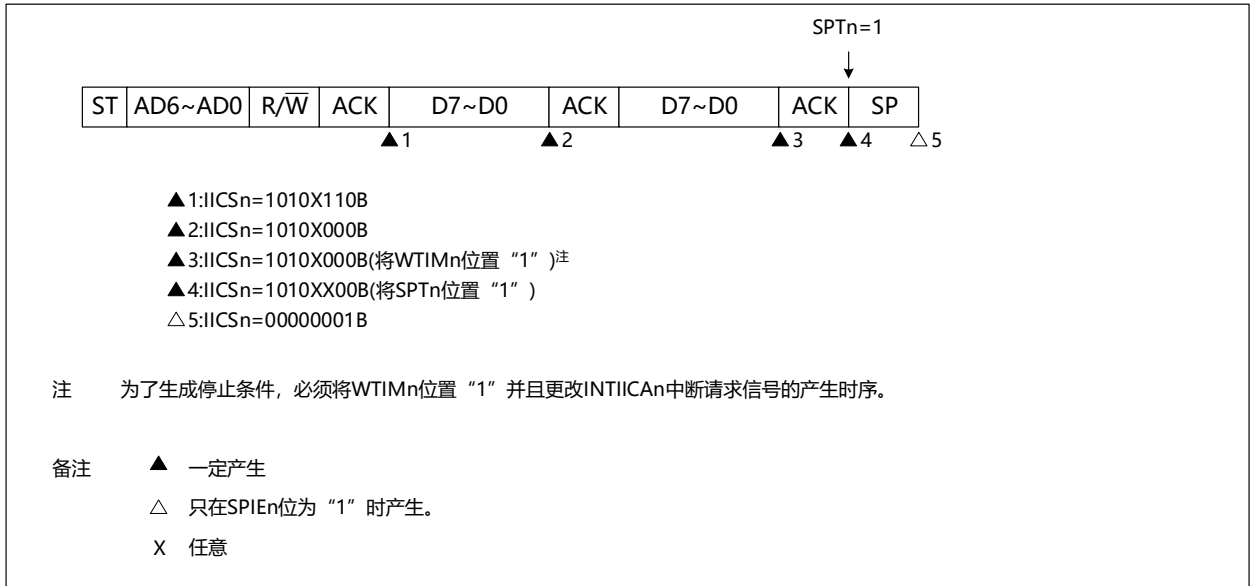 SPTn=1
ST AD6~AD0 R/W̅ ACK D7~D0 ACK D7~D0 ACK SP
▲1 ▲2 ▲3 ▲4 △5
▲1:IICSn=1010X110B
▲2:IICSn=1010X000B
▲3:IICSn=1010X000B(将WTIMn位置“1”)注
▲4:IICSn=1010XX00B(将SPTn位置“1”)
△5:IICSn=00000001B
注 为了生成停止条件，必须将WTIMn位置“1”并且更改INTIICAn中断请求信号的产生时序。
备注 ▲ 一定产生
△ 只在SPIEn位为“1”时产生。
X 任意